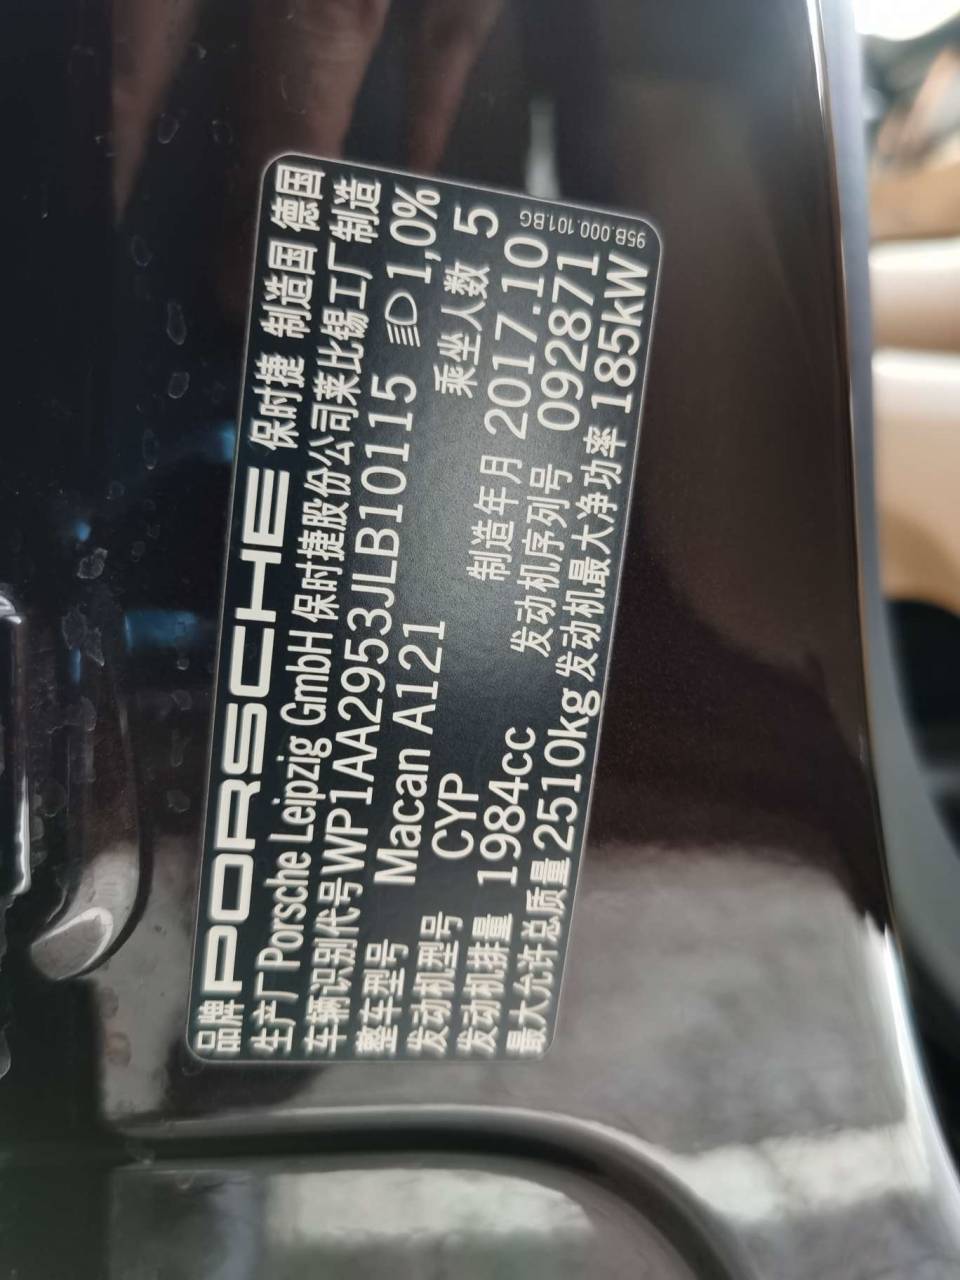 品牌 PORSCHE 保时捷 制造国 德国
生产厂 Porsche Leipzig GmbH 保时捷股份公司莱比锡工厂制造
车辆识别代号 WP1AA2953JLB10115 1,0%
整车型号 Macan A121 乘坐人数 5
发动机型号 CYP 制造年月 2017.10
发动机排量 1984cc 发动机序列号 092871
最大允许总质量 2510kg 发动机最大净功率 185kW
95B.000.101.BG